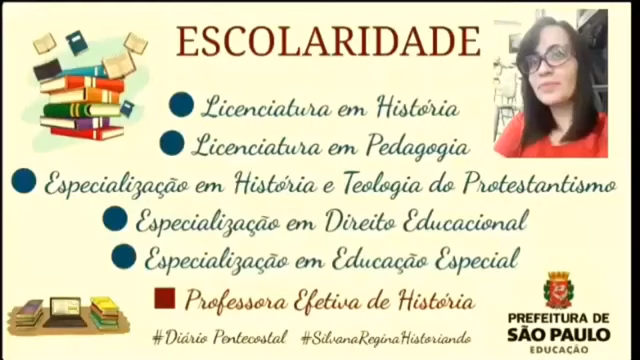 ESCOLARIDADE
Licenciatura em História
Licenciatura em Pedagogia
Especialização em História e Teologia do Protestantismo
Especialização em Direito Educacional
Especialização em Educação Especial
Professora Efetiva de História
#Diário Pentecostal #SilvanaReginaHistoriando
PREFEITURA DE
SÃO PAULO
EDUCAÇÃO